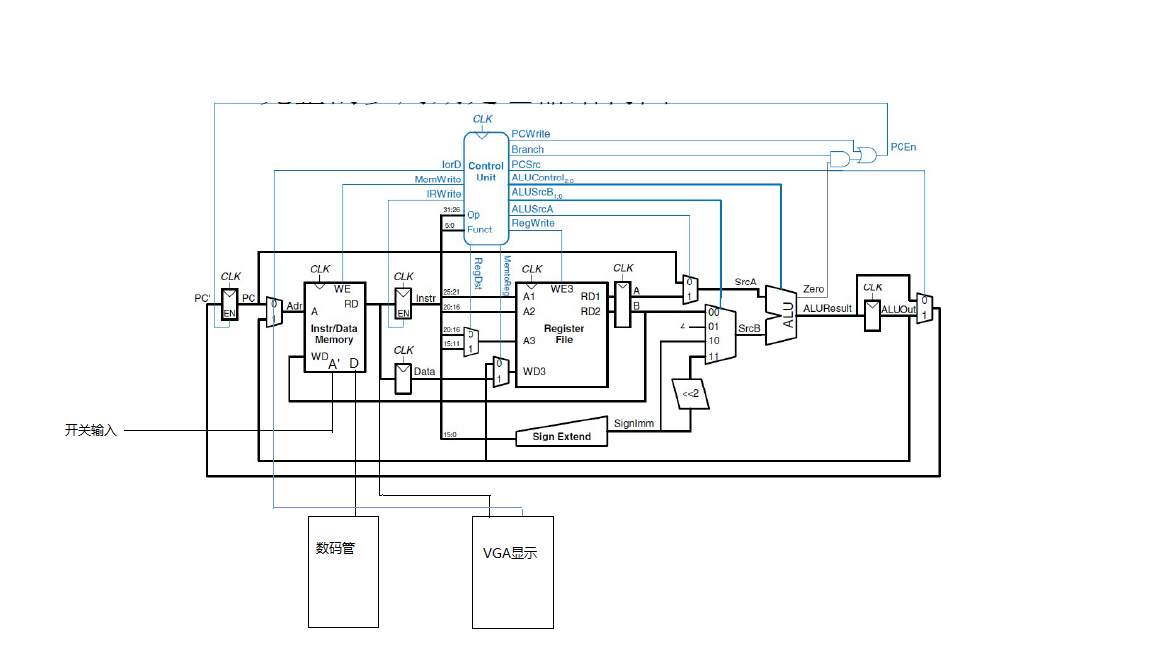 CLK
PCWrite
Branch
PCEn
IorD
Control
Unit
PCSrc
MemWrite
ALUControl2:0
IRWrite
ALUSrcB1:0
31:26
Op
ALUSrcA
5:0
Funct
RegWrite
RegDst
MemtoReg
CLK
CLK
CLK
CLK
CLK
PC'
PC
EN
0
1
Adr
WE
A
RD
Instr/Data
Memory
WD
A'
D
Instr
EN
CLK
Data
25:21
20:16
20:16
15:11
0
1
0
1
A1
A2
A3
WD3
WE3
RD1
RD2
Register
File
A
B
0
1
SrcA
00
01
10
11
4
SrcB
<<2
ALU
Zero
ALUResult
CLK
ALUOut
0
1
15:0
Sign Extend
SignImm
开关输入
数码管
VGA显示